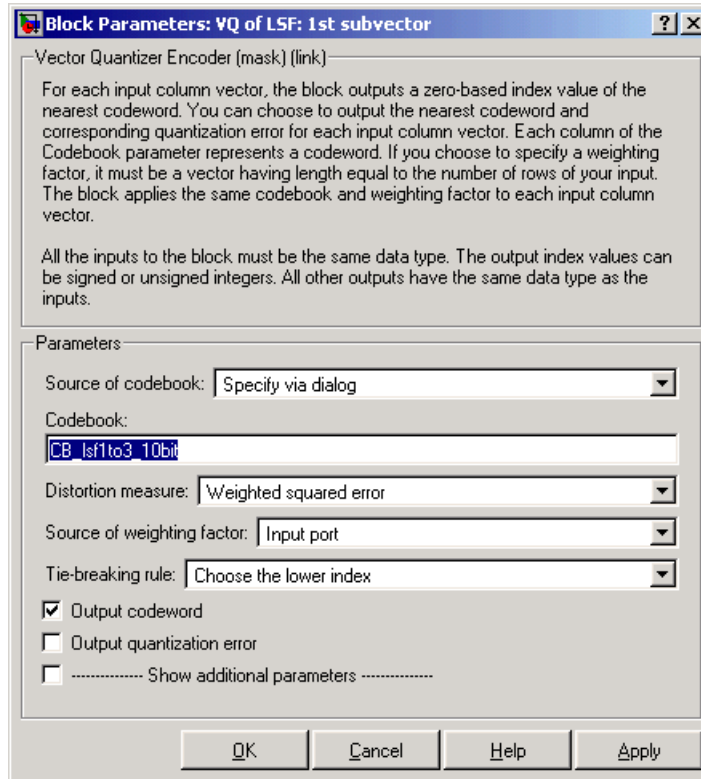 Block Parameters: VQ of LSF: 1st subvector
Vector Quantizer Encoder (mask) (link)
For each input column vector, the block outputs a zero-based index value of the
nearest codeword. You can choose to output the nearest codeword and
corresponding quantization error for each input column vector. Each column of the
Codebook parameter represents a codeword. If you choose to specify a weighting
factor, it must be a vector having length equal to the number of rows of your input.
The block applies the same codebook and weighting factor to each input column
vector.
All the inputs to the block must be the same data type. The output index values can
be signed or unsigned integers. All other outputs have the same data type as the
inputs.
Parameters
Source of codebook: Specify via dialog
Codebook:
CB_lsf1to3_10bit
Distortion measure: Weighted squared error
Source of weighting factor: Input port
Tie-breaking rule: Choose the lower index
Output codeword
Output quantization error
--------------- Show additional parameters ---------------
OK Cancel Help Apply